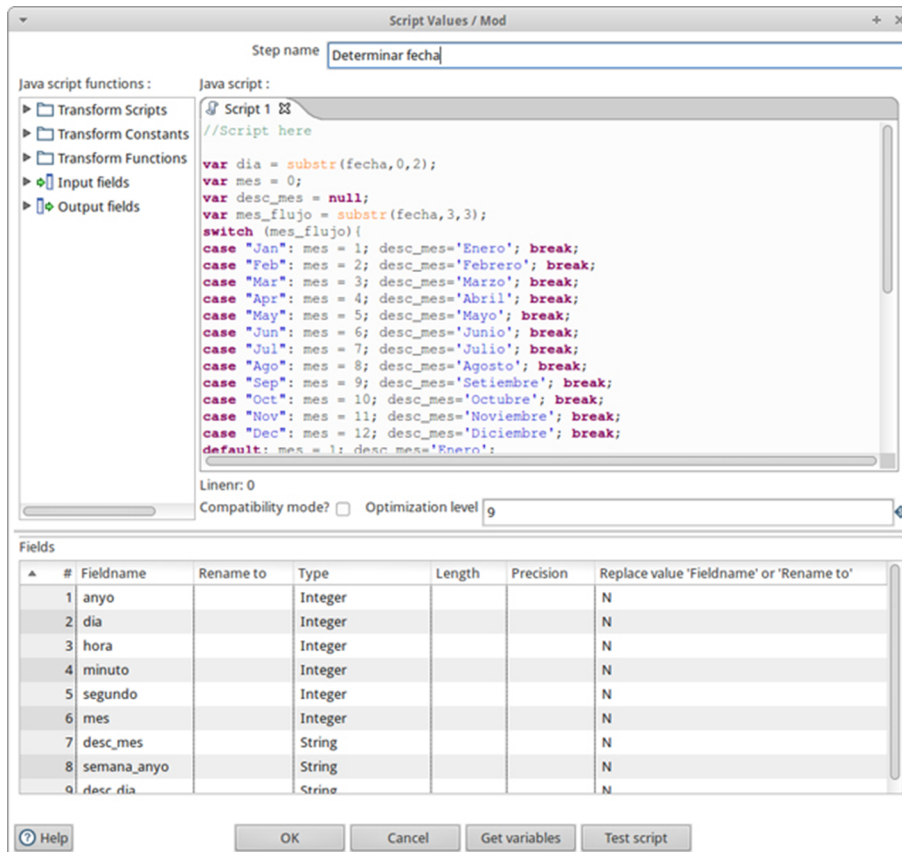 Script Values / Mod
Step name Determinar fecha
Java script functions : Java script :
Transform Scripts
Transform Constants
Transform Functions
Input fields
Output fields
Script 1
//Script here
var dia = substr(fecha,0,2);
var mes = 0;
var desc_mes = null;
var mes_flujo = substr(fecha,3,3);
switch (mes_flujo){
case "Jan": mes = 1; desc_mes='Enero'; break;
case "Feb": mes = 2; desc_mes='Febrero'; break;
case "Mar": mes = 3; desc_mes='Marzo'; break;
case "Apr": mes = 4; desc_mes='Abril'; break;
case "May": mes = 5; desc_mes='Mayo'; break;
case "Jun": mes = 6; desc_mes='Junio'; break;
case "Jul": mes = 7; desc_mes='Julio'; break;
case "Ago": mes = 8; desc_mes='Agosto'; break;
case "Sep": mes = 9; desc_mes='Setiembre'; break;
case "Oct": mes = 10; desc_mes='Octubre'; break;
case "Nov": mes = 11; desc_mes='Noviembre'; break;
case "Dec": mes = 12; desc_mes='Diciembre'; break;
default: mes = 1; desc_mes='Enero';
Linenr: 0
Compatibility mode? Optimization level 9
Fields
# Fieldname Rename to Type Length Precision Replace value 'Fieldname' or 'Rename to'
1 anyo Integer N
2 dia Integer N
3 hora Integer N
4 minuto Integer N
5 segundo Integer N
6 mes Integer N
7 desc_mes String N
8 semana_anyo String N
9 desc_dia String N
Help OK Cancel Get variables Test script